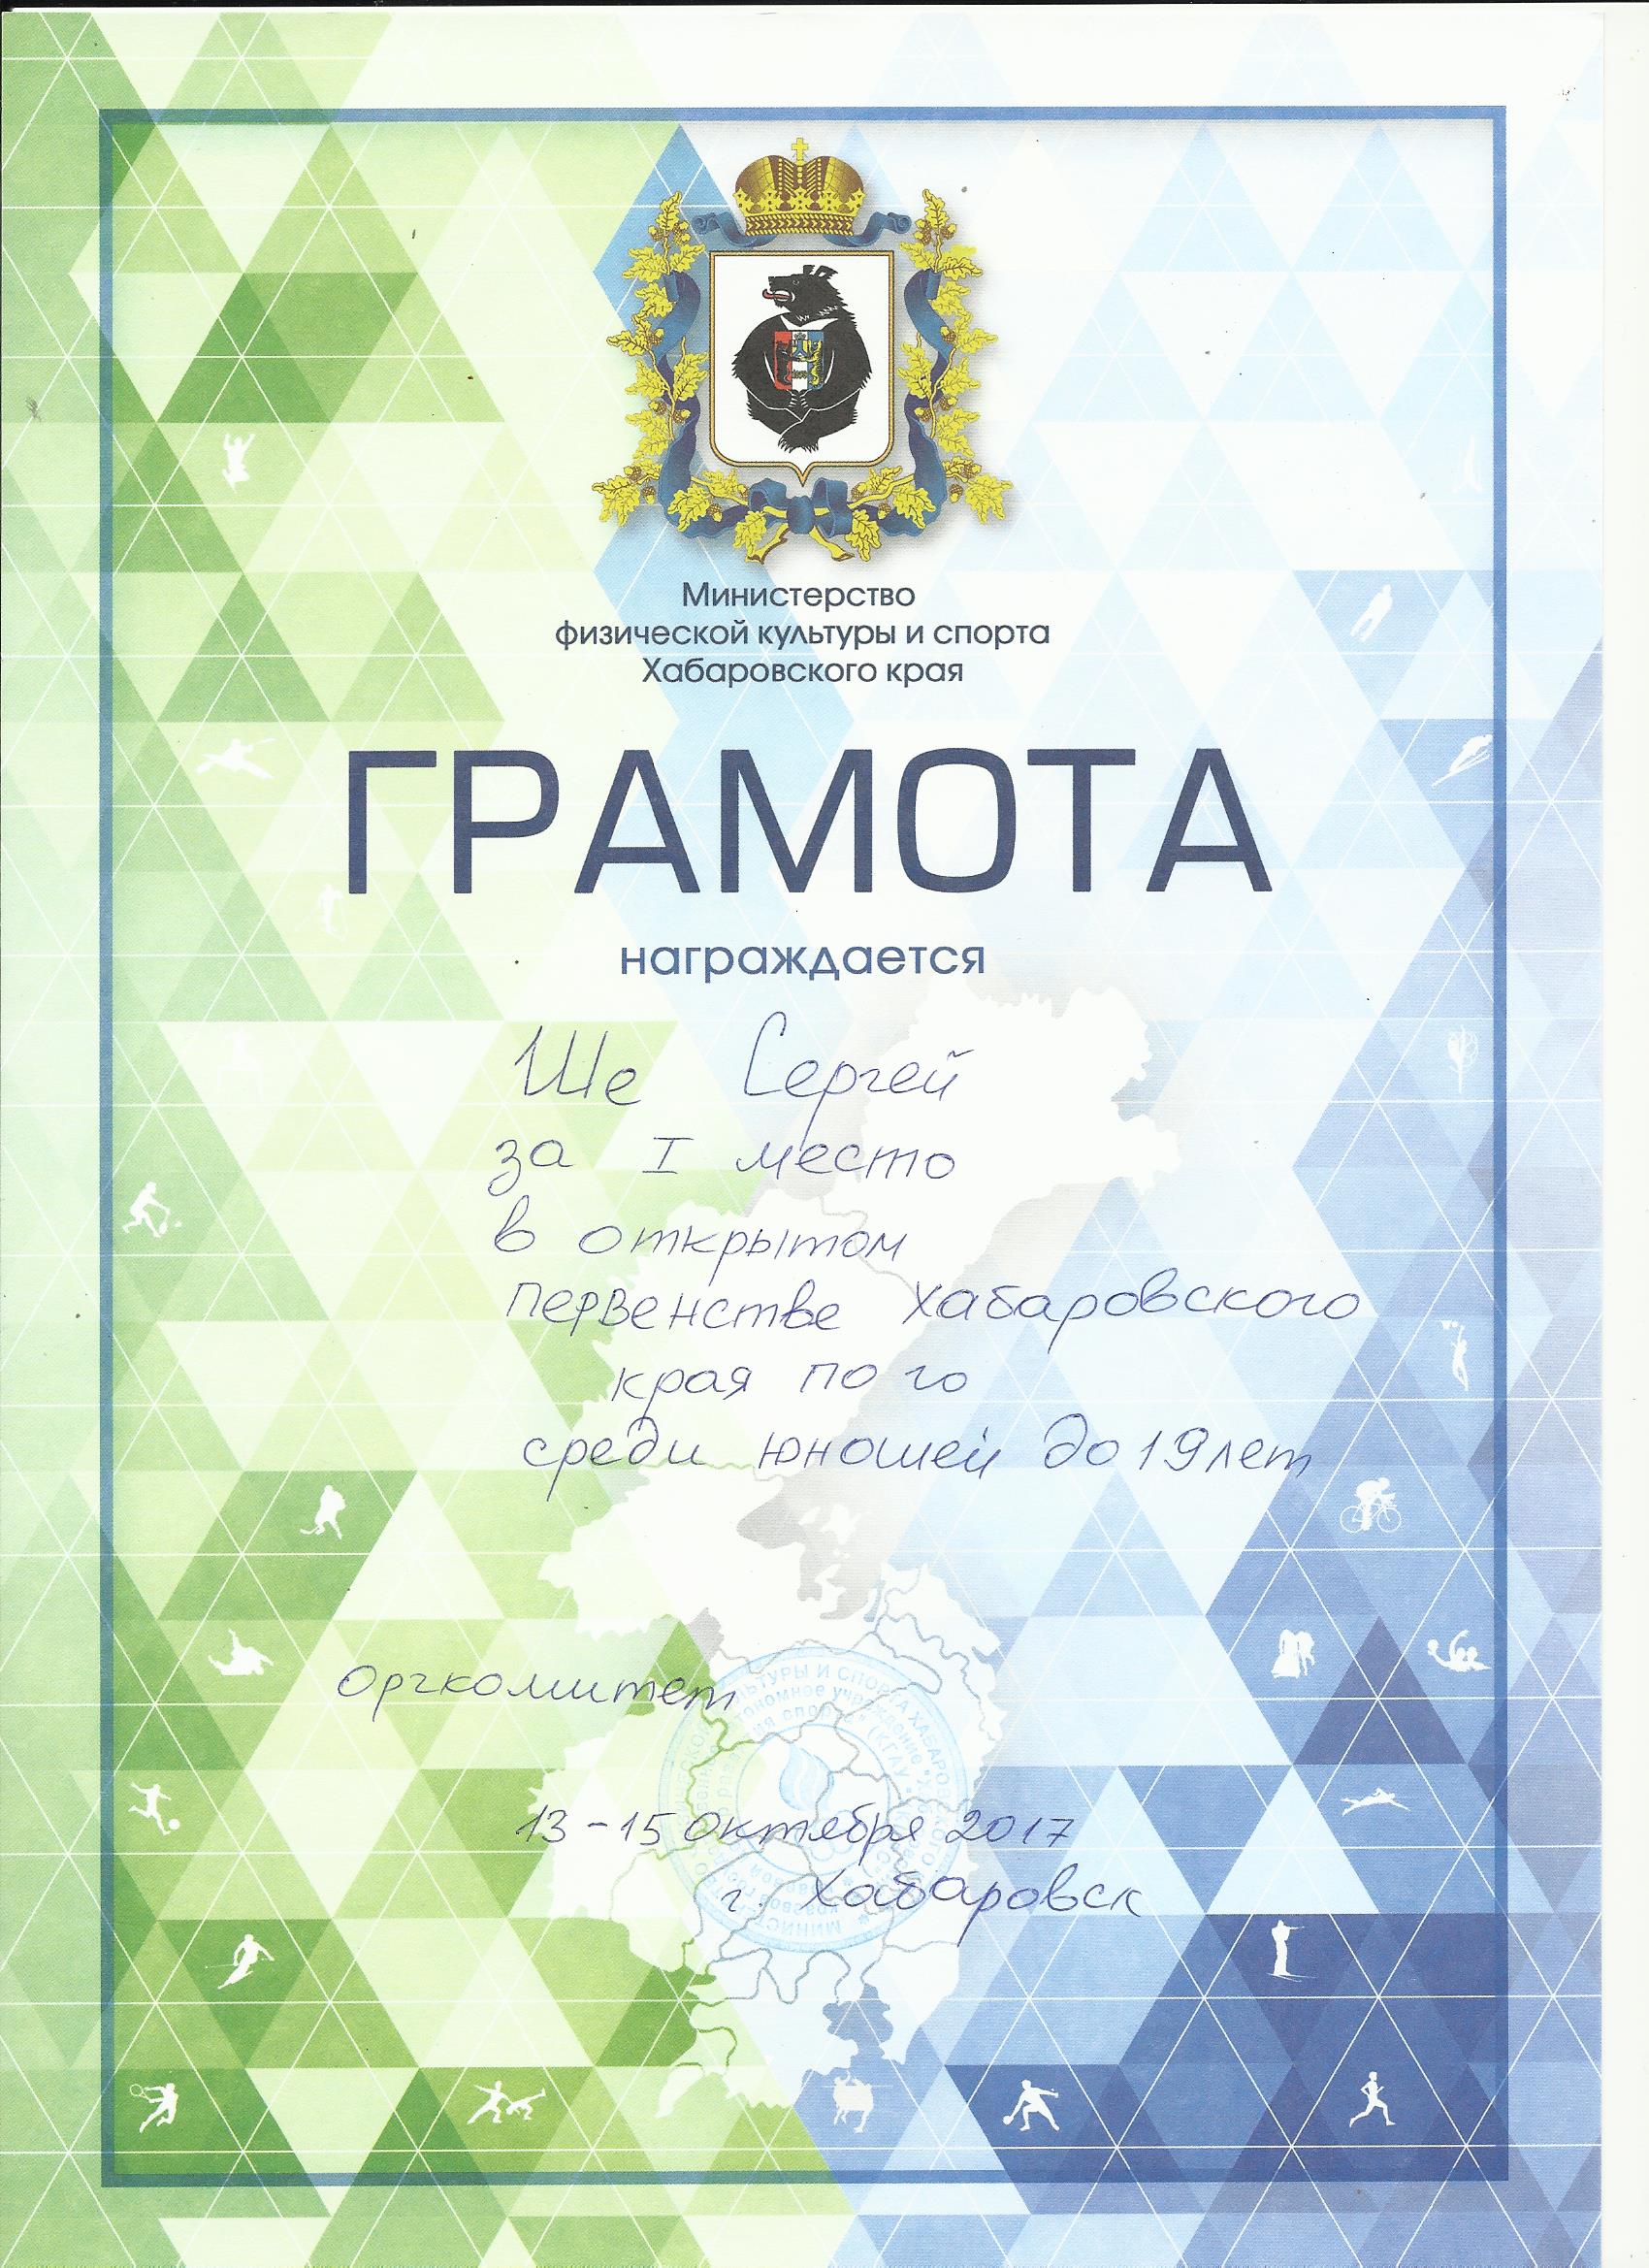 Министерство
физической культуры и спорта
Хабаровского края
ГРАМОТА
награждается
Ше Сергей
за I место
в открытом
первенстве Хабаровского
края по го
среди юношей до 19 лет
оргкомитет
13-15 октября 2017
г. Хабаровск